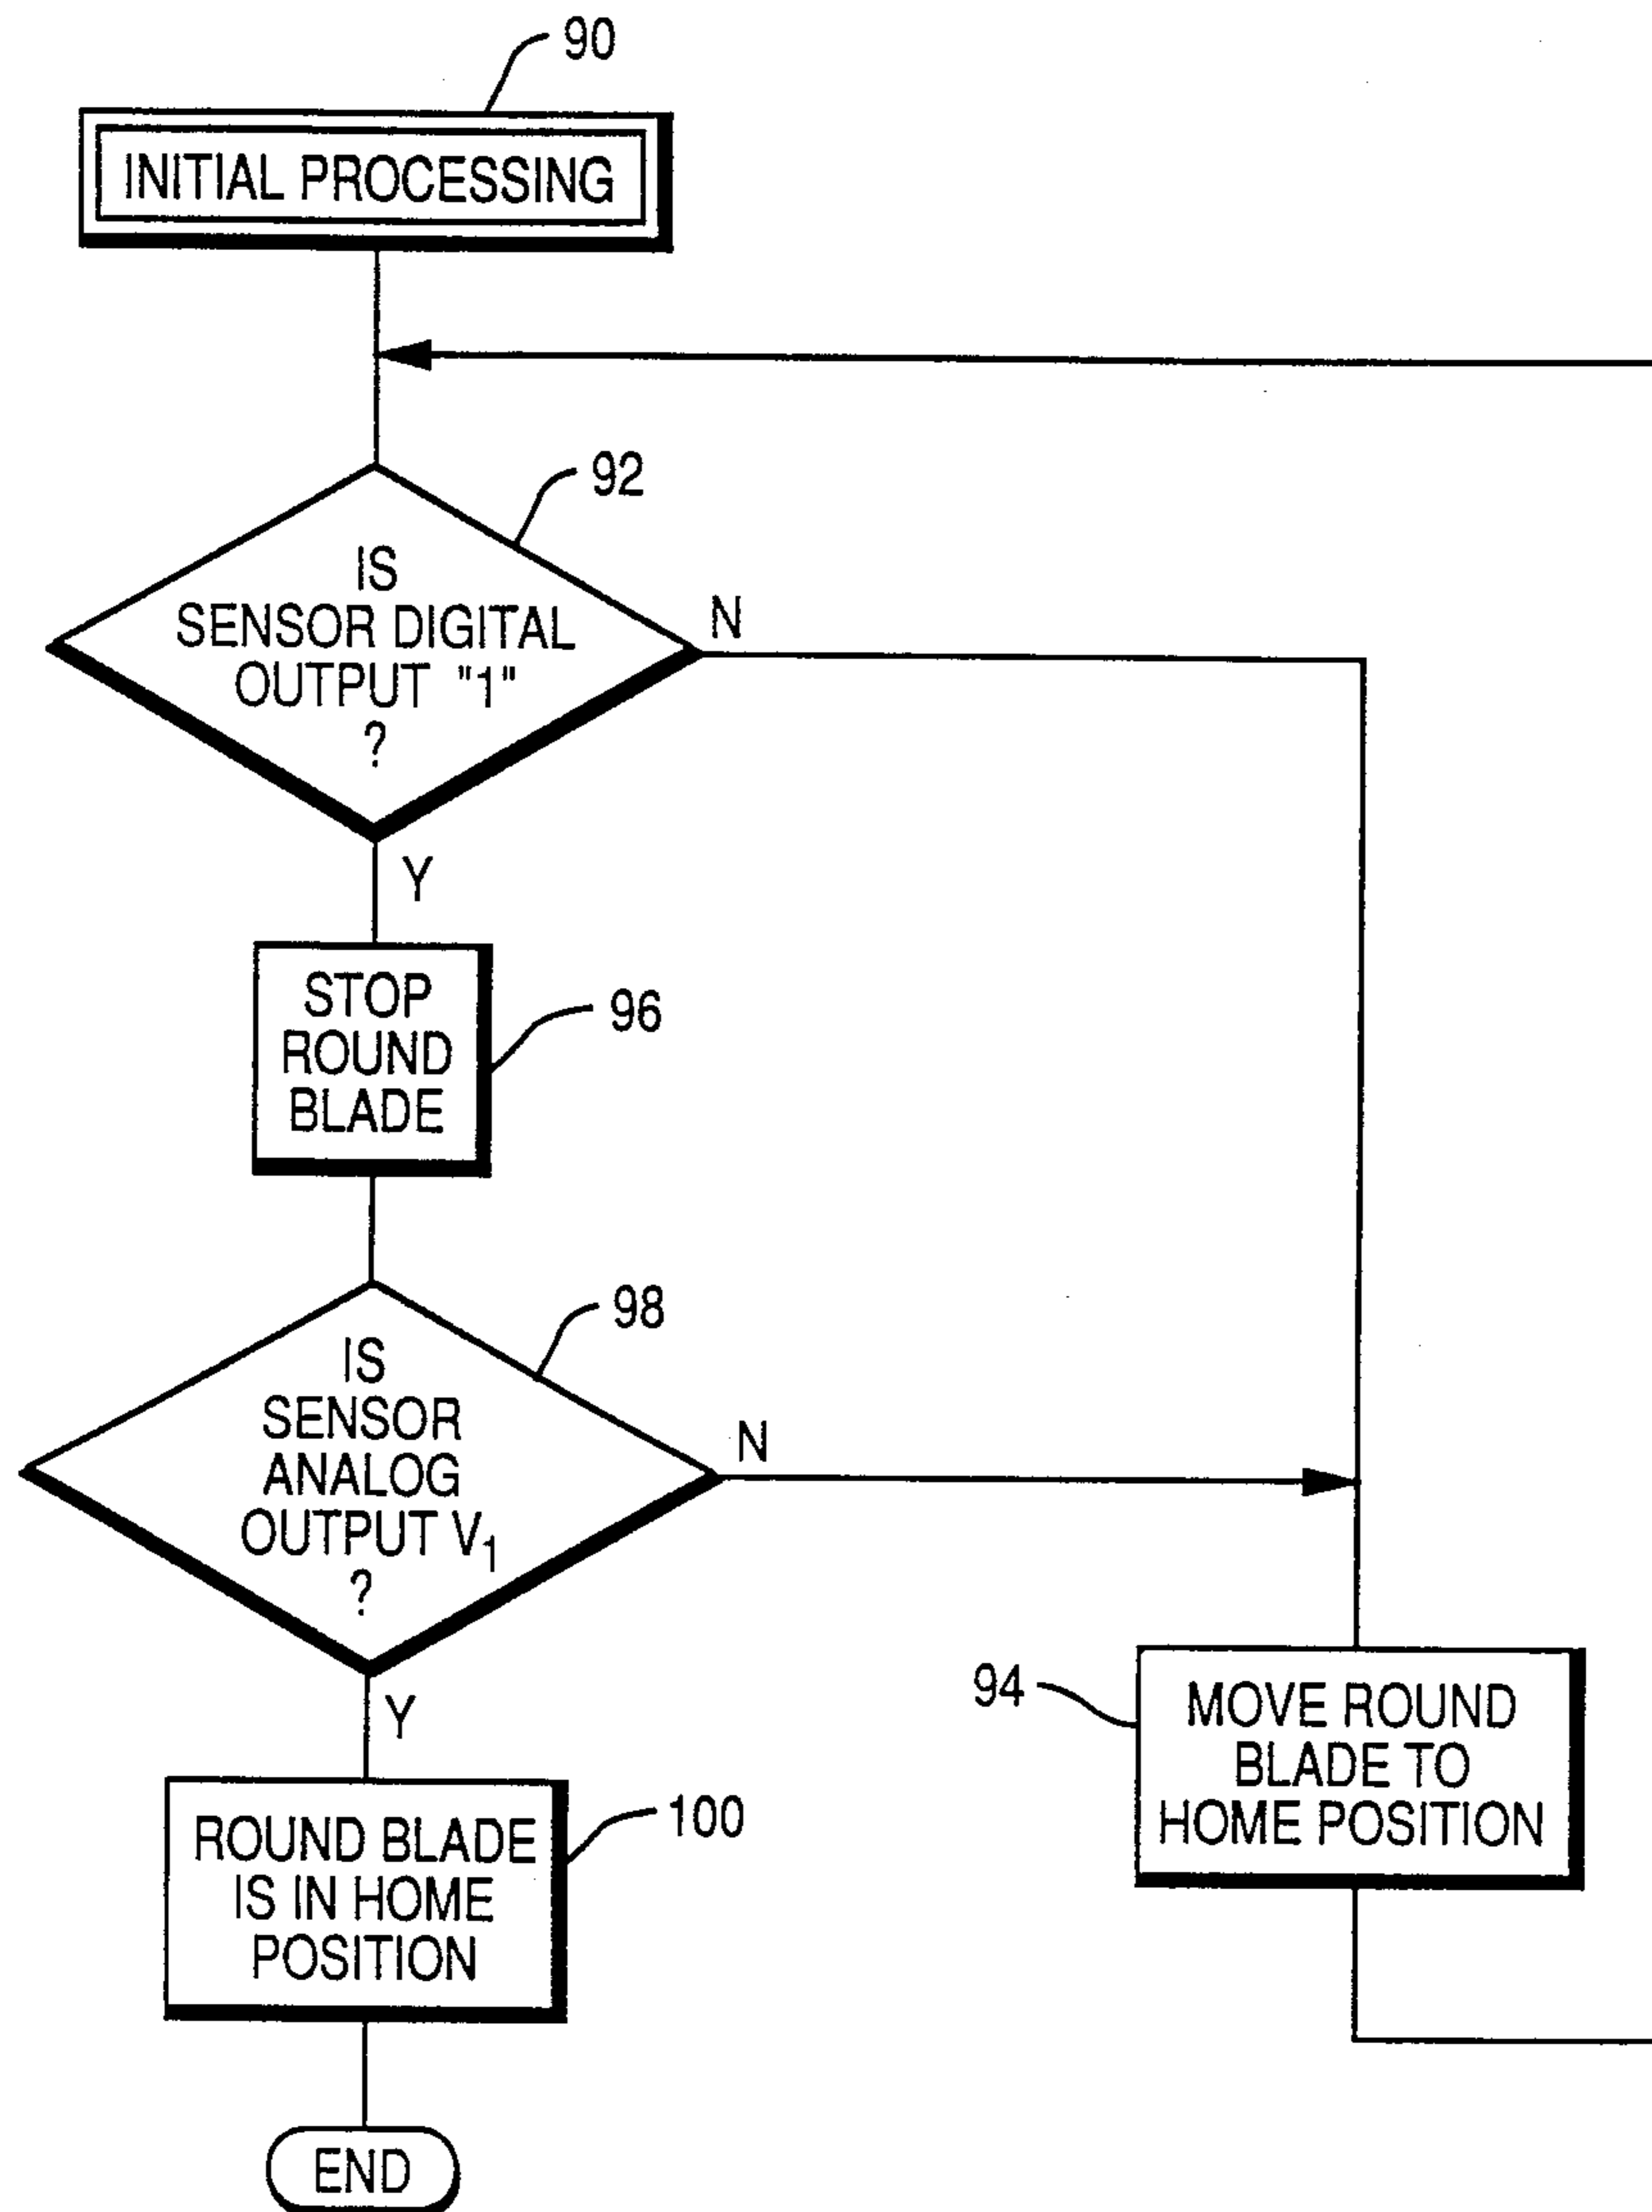 90
INITIAL PROCESSING
92
IS
SENSOR DIGITAL
OUTPUT "1"
?
N
Y
STOP
ROUND
BLADE
96
98
IS
SENSOR
ANALOG
OUTPUT V₁
?
N
Y
94
MOVE ROUND
BLADE TO
HOME POSITION
ROUND BLADE
IS IN HOME
POSITION
100
END